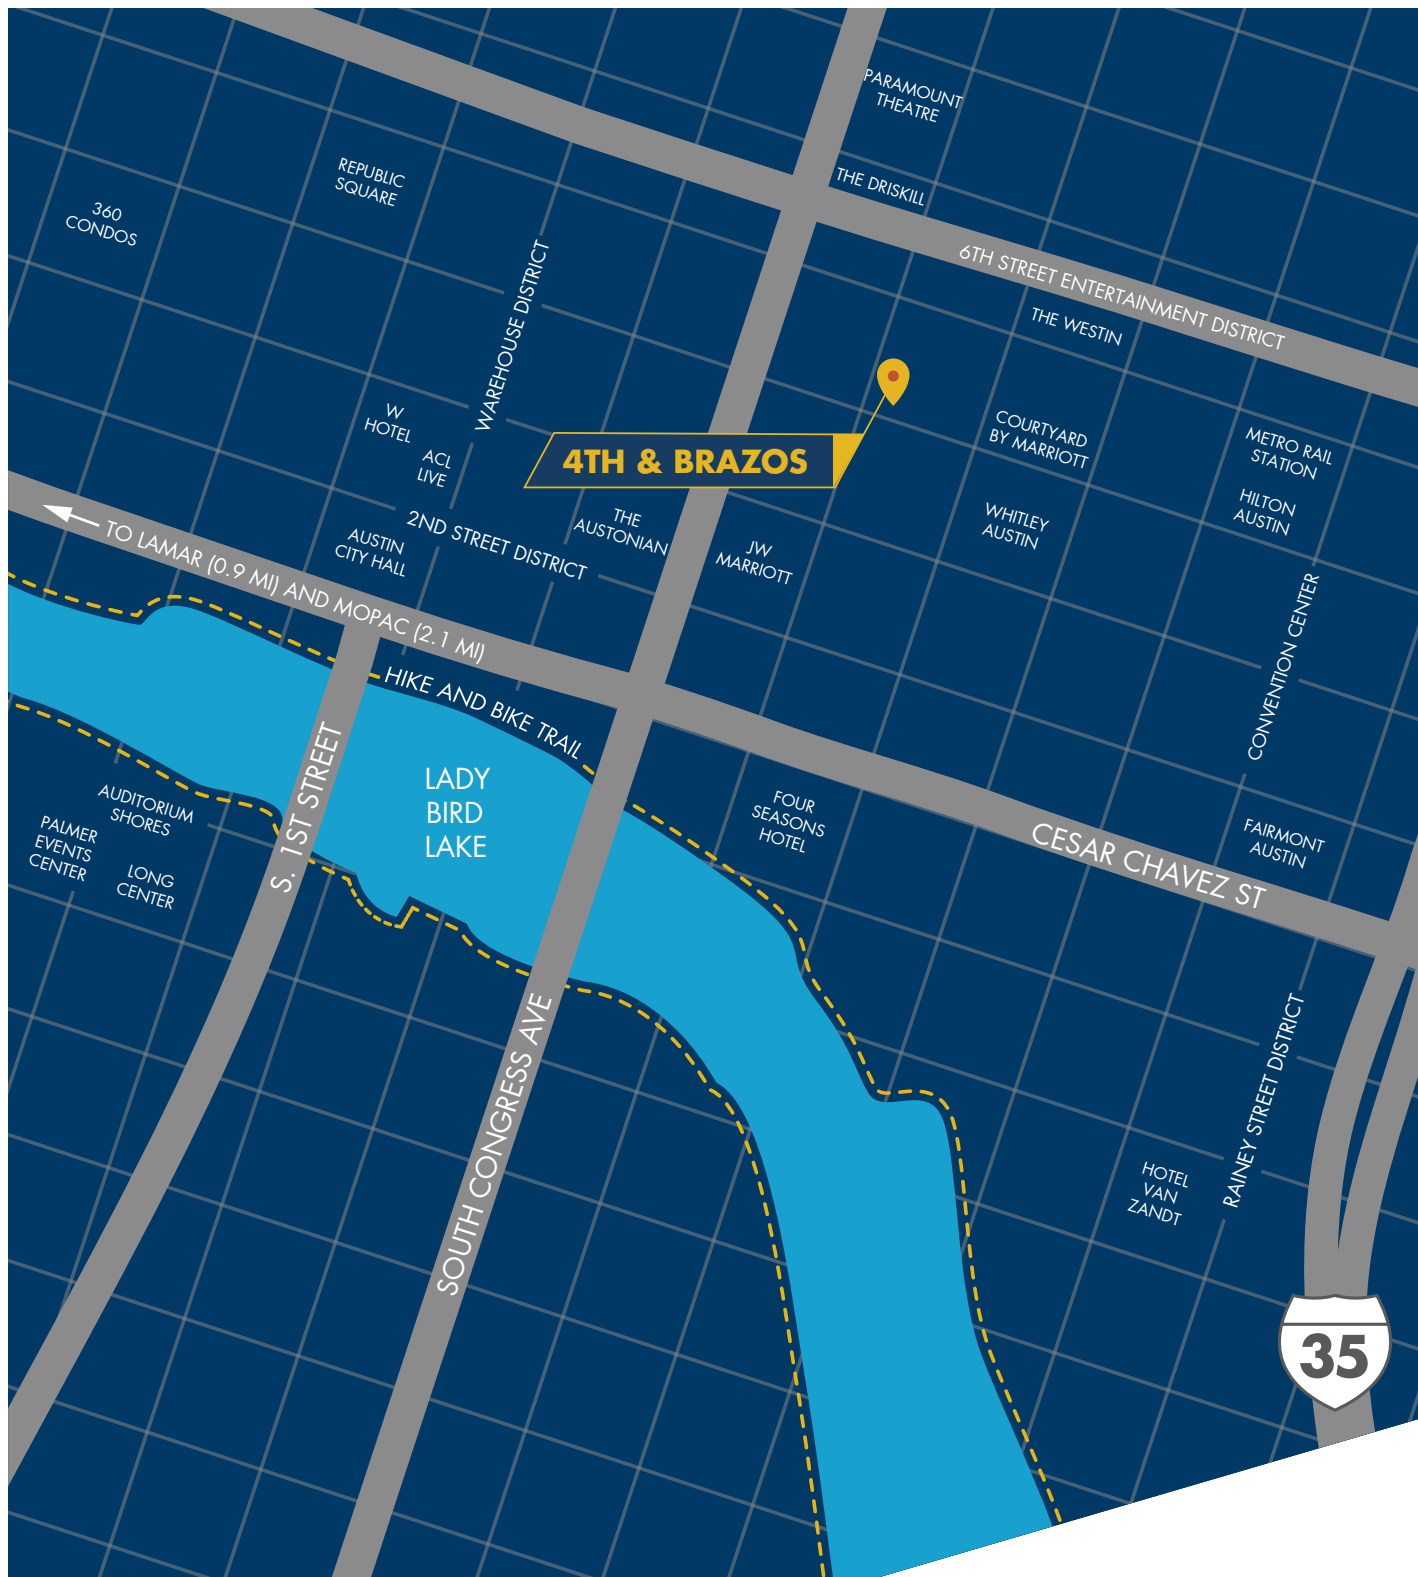 PARAMOUNT
THEATRE
REPUBLIC
SQUARE
THE DRISKILL
360
CONDOS
6TH STREET ENTERTAINMENT DISTRICT
WAREHOUSE DISTRICT
THE WESTIN
W
HOTEL
COURTYARD
BY MARRIOTT
ACL
LIVE
4TH & BRAZOS
METRO RAIL
STATION
HILTON
AUSTIN
WHITLEY
AUSTIN
THE
AUSTONIAN
2ND STREET DISTRICT
JW
MARRIOTT
AUSTIN
CITY HALL
TO LAMAR (0.9 MI) AND MOPAC (2.1 MI)
CONVENTION CENTER
HIKE AND BIKE TRAIL
S. 1ST STREET
LADY
BIRD
LAKE
AUDITORIUM
SHORES
PALMER
EVENTS
CENTER
LONG
CENTER
FOUR
SEASONS
HOTEL
CESAR CHAVEZ ST
FAIRMONT
AUSTIN
SOUTH CONGRESS AVE
RAINEY STREET DISTRICT
HOTEL
VAN
ZANDT
35